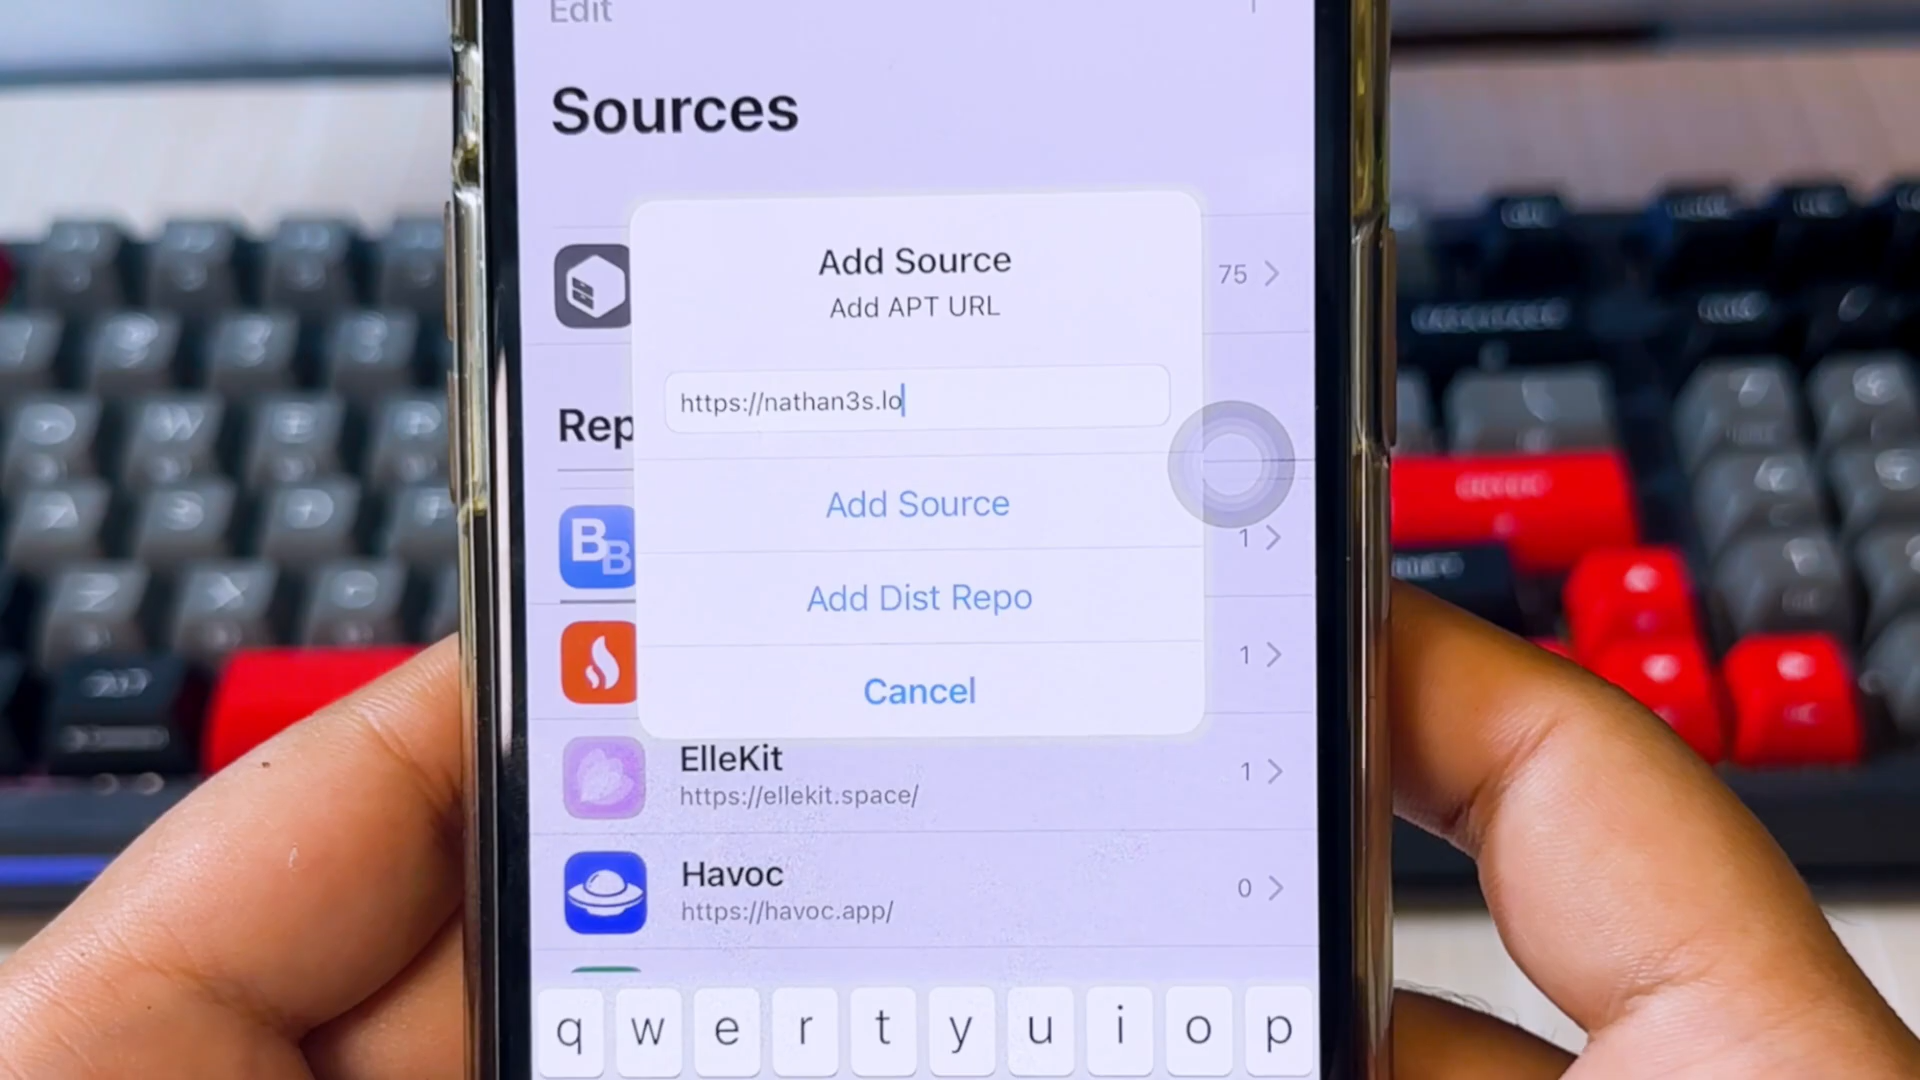 Edit
Sources
Add Source
Add APT URL
75
https://nathan3s.lo
Rep
Add Source
B B
1
Add Dist Repo
1
Cancel
ElleKit
1
https://ellekit.space/
Havoc
0
https://havoc.app/
q w e r t y u i o p